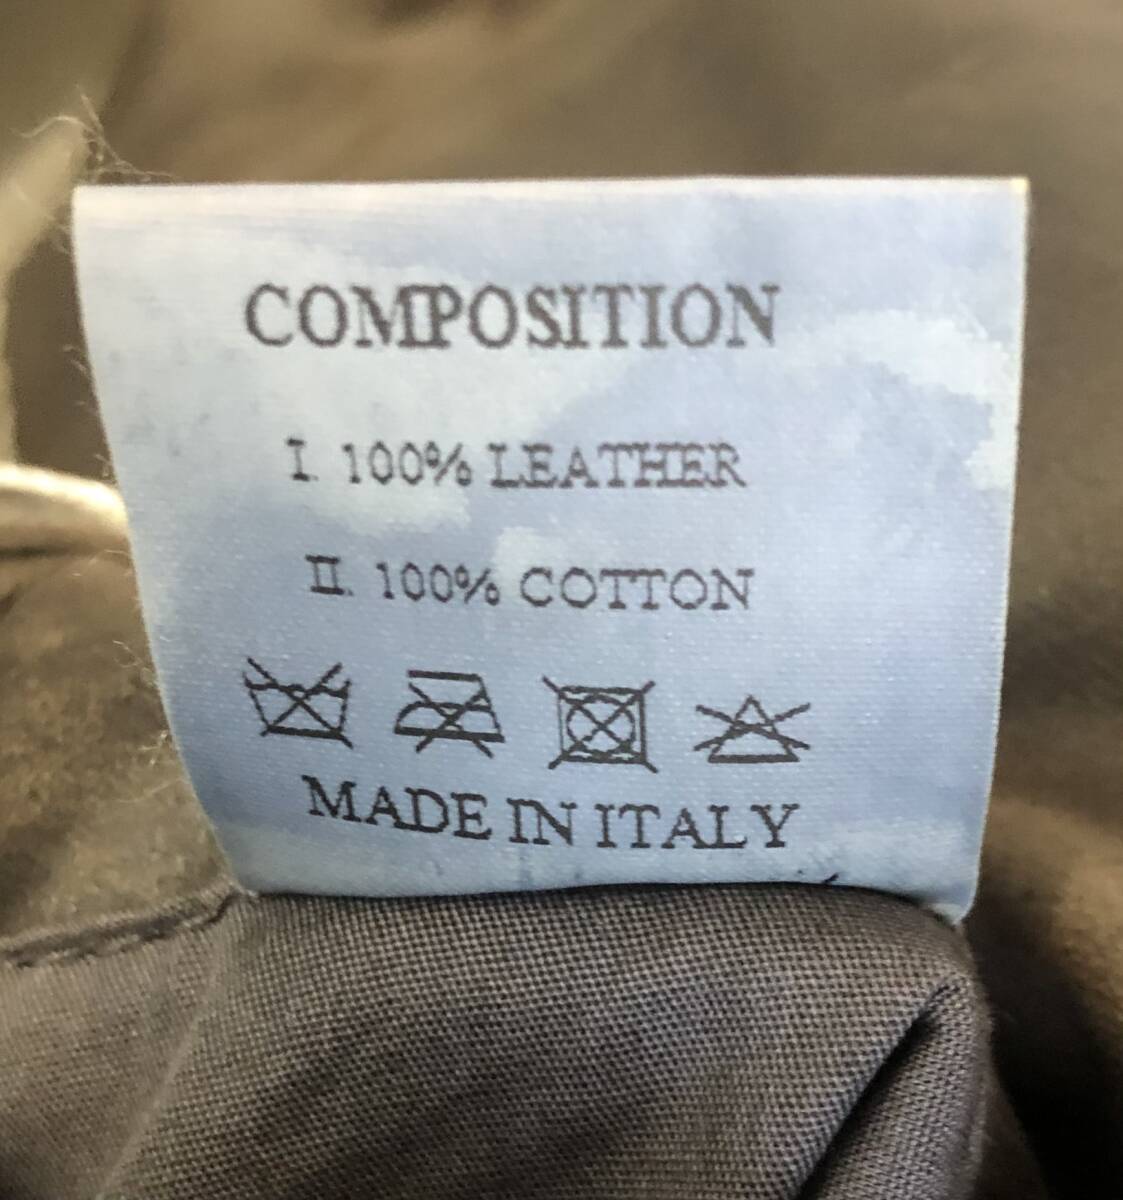 COMPOSITION
I. 100% LEATHER
II. 100% COTTON
MADE IN ITALY